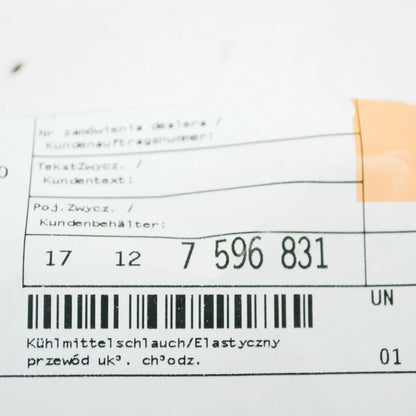 Nr zamówienia dealera /
Kundenauftragsnummer:
TekstZwycz. /
Kundentext:
Poj.Zwycz. /
Kundenbehälter:
17 12 7 596 831
UN
Kühlmittelschlauch/Elastyczny
przewód uk³. ch³odz.
01